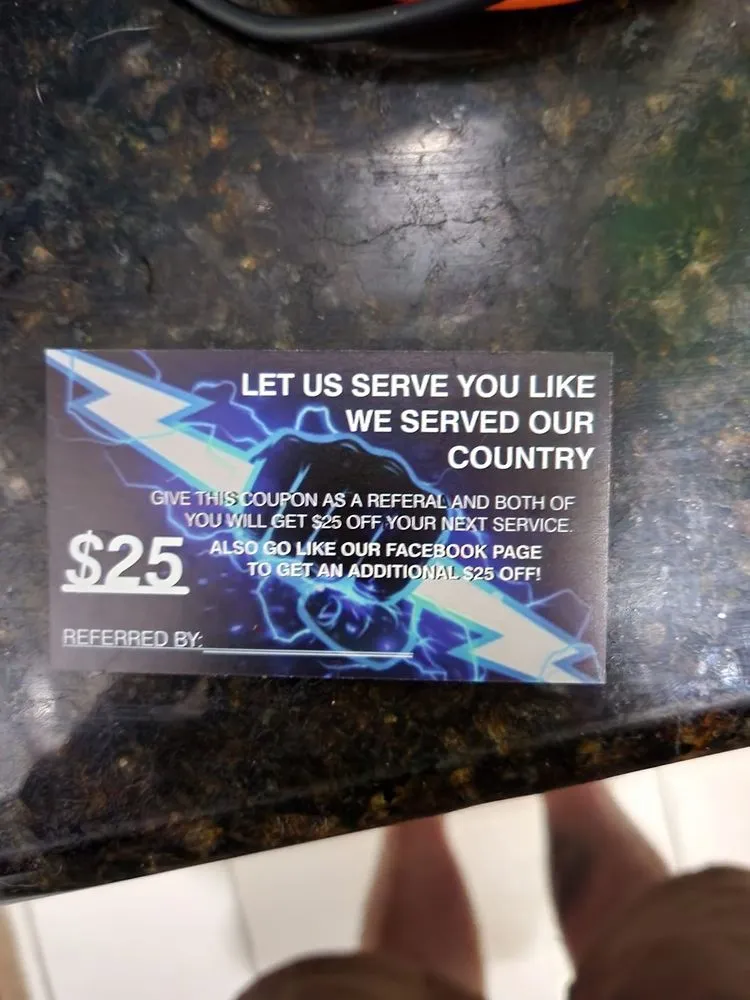 LET US SERVE YOU LIKE
WE SERVED OUR
COUNTRY
GIVE THIS COUPON AS A REFERAL AND BOTH OF
YOU WILL GET $25 OFF YOUR NEXT SERVICE.
$25
ALSO GO LIKE OUR FACEBOOK PAGE
TO GET AN ADDITIONAL $25 OFF!
REFERRED BY: